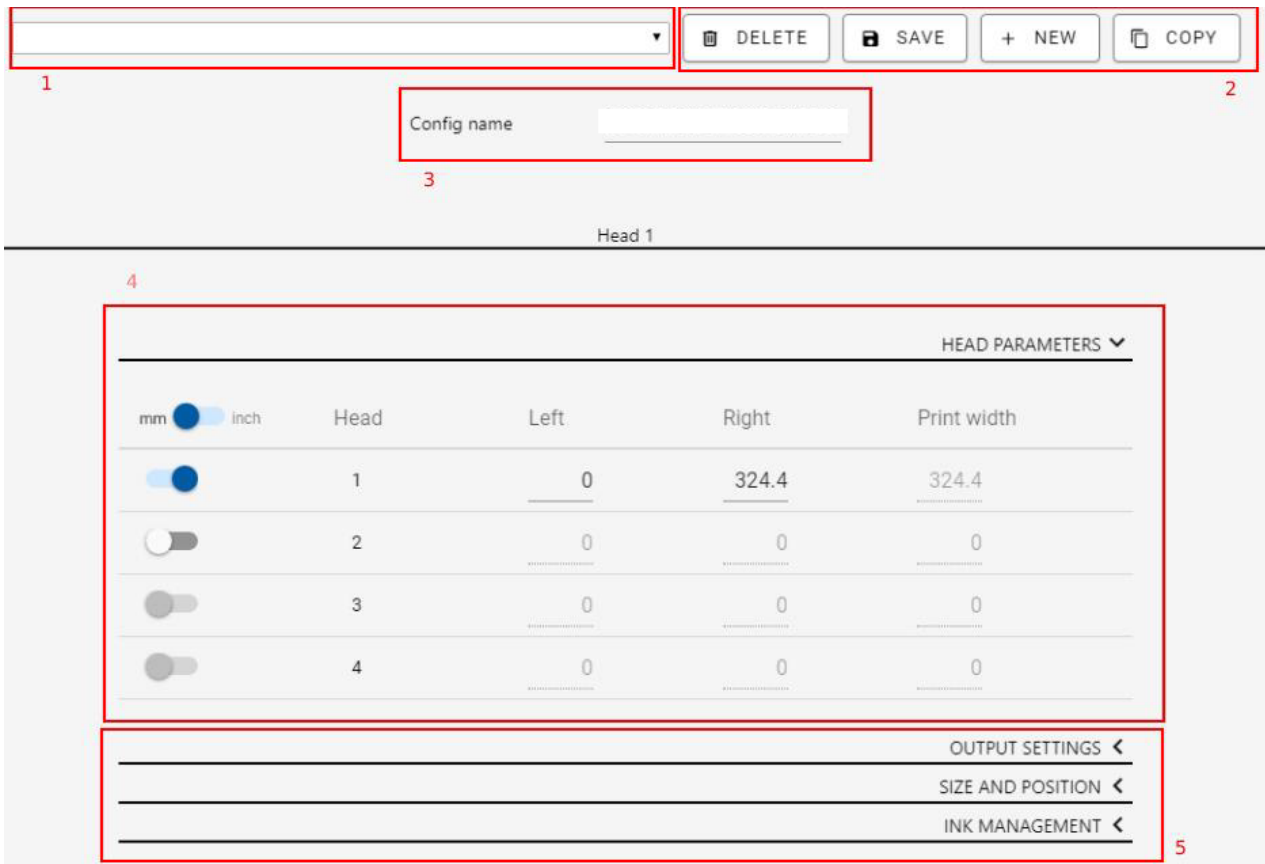 DELETE SAVE + NEW COPY
1
2
Config name
3
Head 1
4
HEAD PARAMETERS
mm inch Head Left Right Print width
1 0 324.4 324.4
2 0 0 0
3 0 0 0
4 0 0 0
OUTPUT SETTINGS
SIZE AND POSITION
INK MANAGEMENT
5